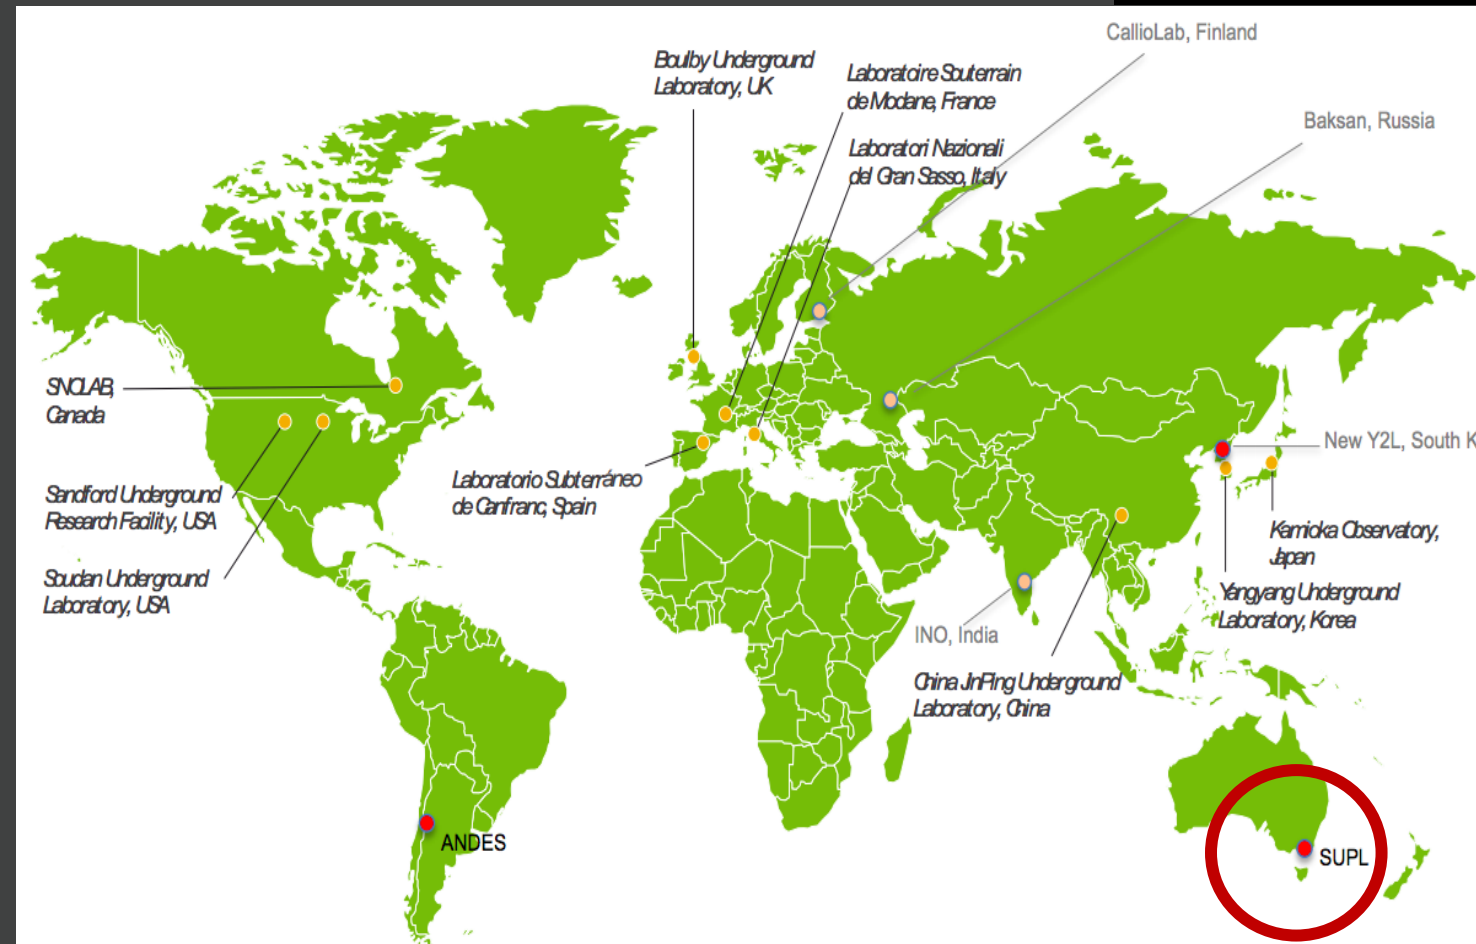 CallioLab, Finland
Boulby Underground
Laboratory, UK
Laboratoire Souterrain
de Modane, France
Baksan, Russia
Laboratori Nazionali
del Gran Sasso, Italy
SNOLAB,
Canada
New Y2L, South K
Laboratorio Subterráneo
de Canfranc, Spain
Sandford Underground
Research Facility, USA
Kamioka Observatory,
Japan
Soudan Underground
Laboratory, USA
Yangyang Underground
Laboratory, Korea
INO, India
China JinPing Underground
Laboratory, China
ANDES
SUPL